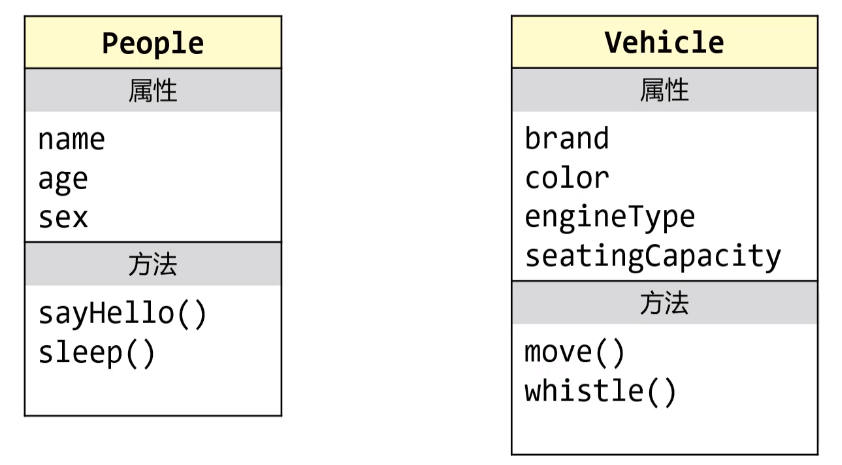 People
属性
name
age
sex
方法
sayHello()
sleep()
Vehicle
属性
brand
color
engineType
seatingCapacity
方法
move()
whistle()